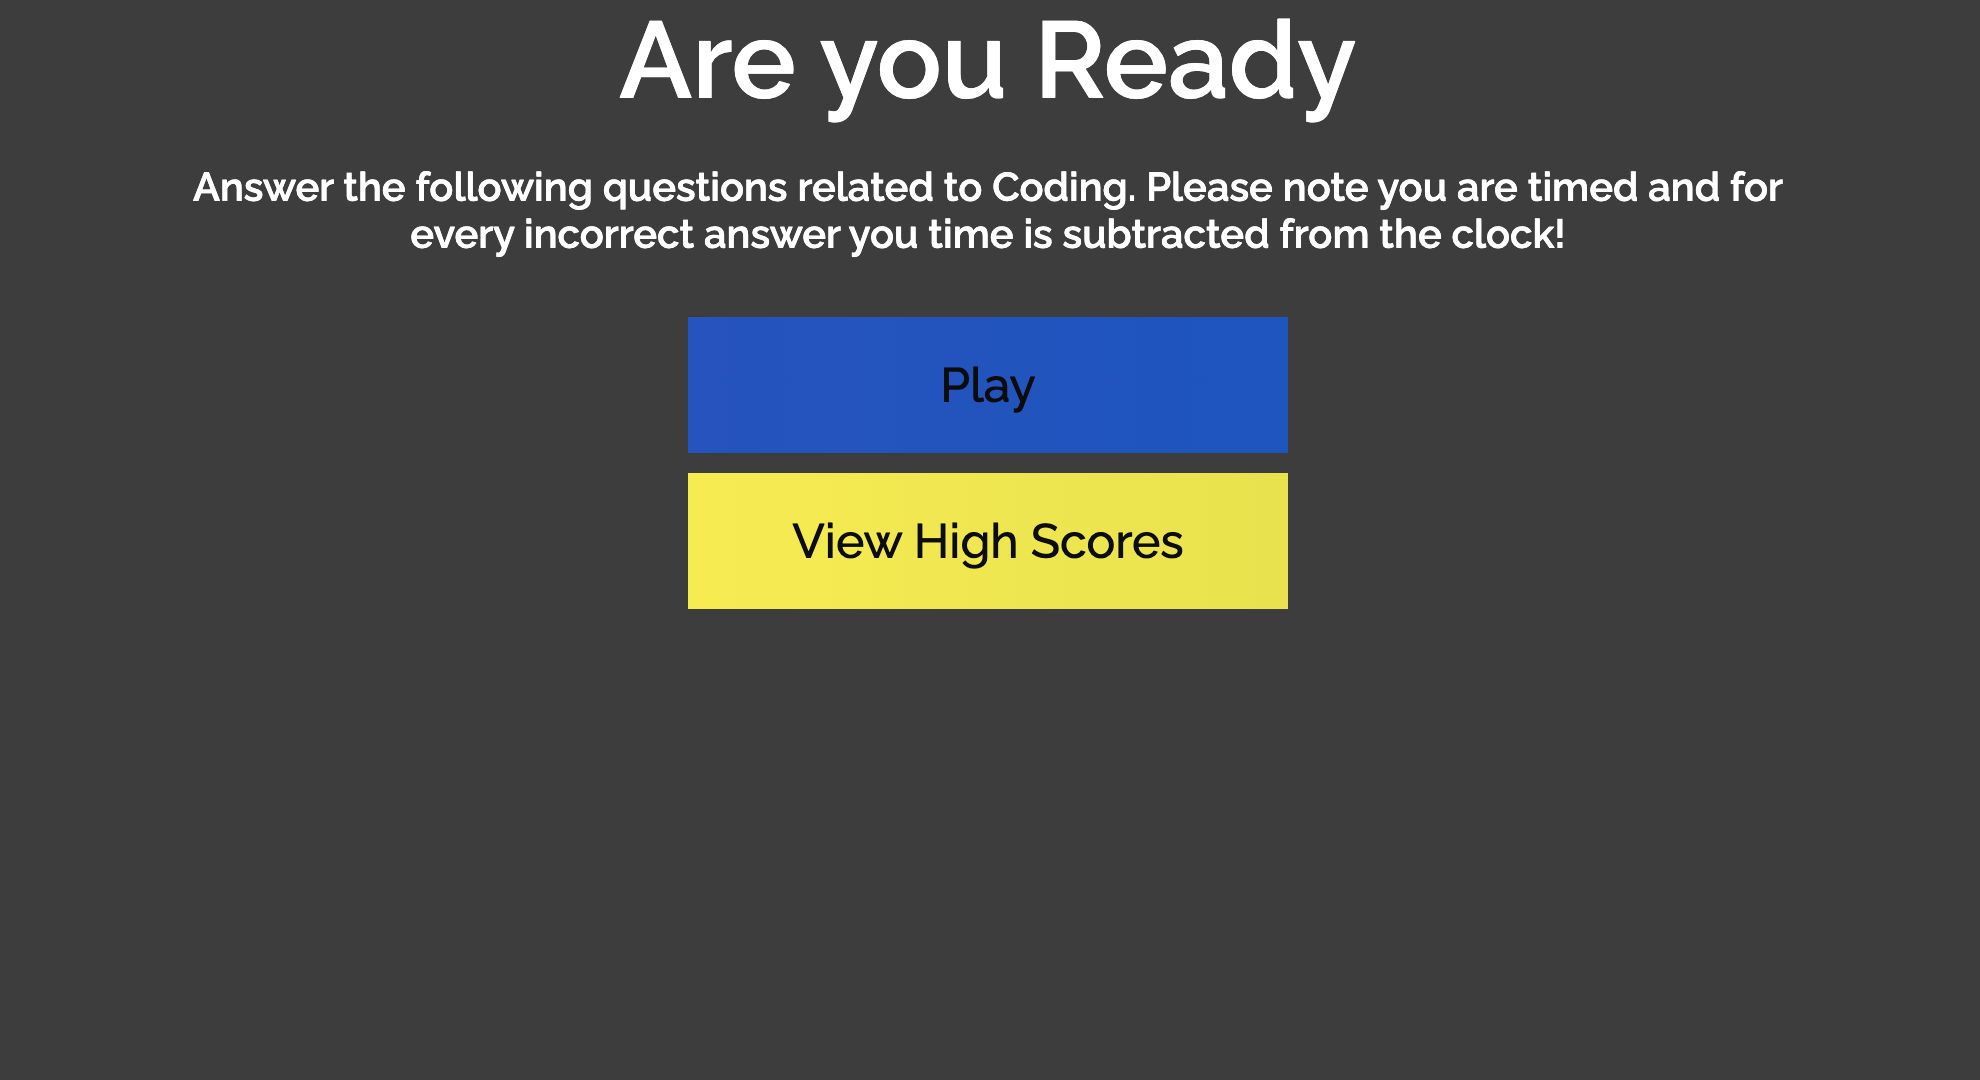 Are you Ready
Answer the following questions related to Coding. Please note you are timed and for
every incorrect answer you time is subtracted from the clock!
Play
View High Scores